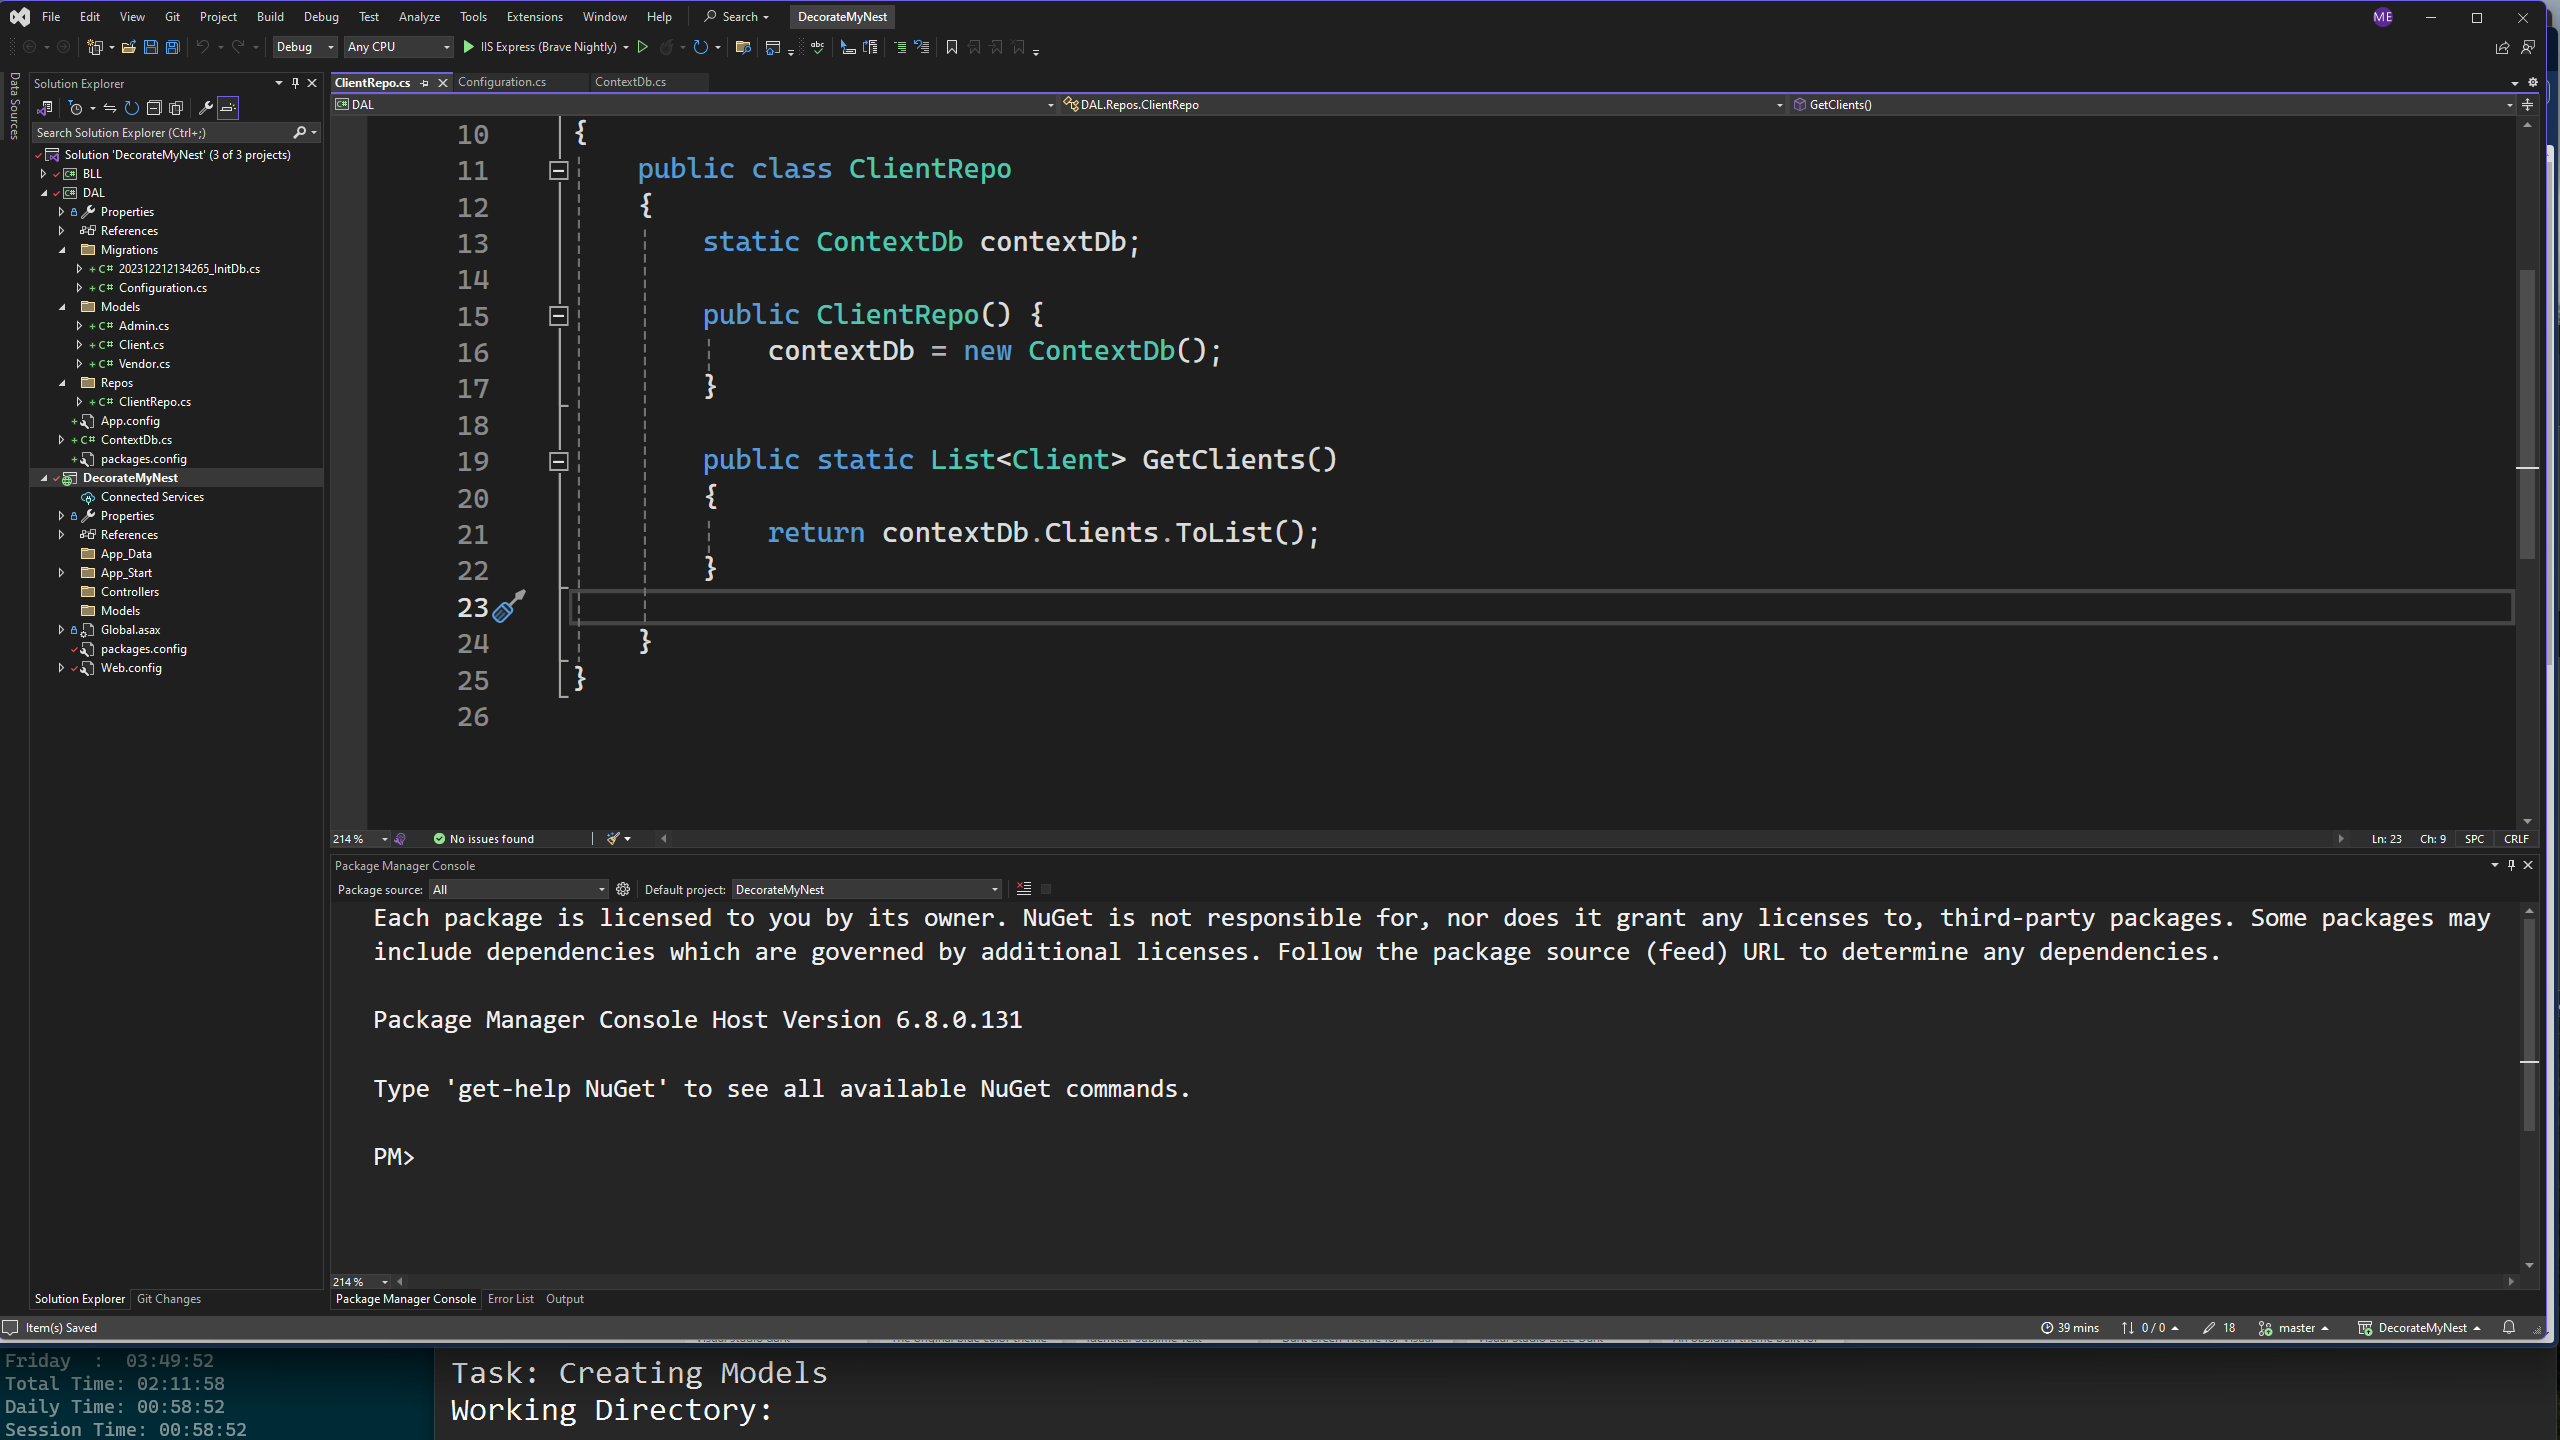 File Edit View Git Project Build Debug Test Analyze Tools Extensions Window Help Search DecorateMyNest ME
Debug Any CPU IIS Express (Brave Nightly)
Data Sources
Solution Explorer
Search Solution Explorer (Ctrl+;)
Solution 'DecorateMyNest' (3 of 3 projects)
BLL
DAL
Properties
References
Migrations
C# 202312212134265_InitDb.cs
C# Configuration.cs
Models
C# Admin.cs
C# Client.cs
C# Vendor.cs
Repos
C# ClientRepo.cs
App.config
C# ContextDb.cs
packages.config
DecorateMyNest
Connected Services
Properties
References
App_Data
App_Start
Controllers
Models
Global.asax
packages.config
Web.config
Solution Explorer Git Changes
ClientRepo.cs Configuration.cs ContextDb.cs
C# DAL DAL.Repos.ClientRepo GetClients()
10 {
11 public class ClientRepo
12 {
13 static ContextDb contextDb;
14
15 public ClientRepo() {
16 contextDb = new ContextDb();
17 }
18
19 public static List<Client> GetClients()
20 {
21 return contextDb.Clients.ToList();
22 }
23
24 }
25 }
26
214 % No issues found Ln: 23 Ch: 9 SPC CRLF
Package Manager Console
Package source: All Default project: DecorateMyNest
Each package is licensed to you by its owner. NuGet is not responsible for, nor does it grant any licenses to, third-party packages. Some packages may
include dependencies which are governed by additional licenses. Follow the package source (feed) URL to determine any dependencies.
Package Manager Console Host Version 6.8.0.131
Type 'get-help NuGet' to see all available NuGet commands.
PM>
214 %
Package Manager Console Error List Output
Item(s) Saved 39 mins 0 / 0 18 master DecorateMyNest
Friday : 03:49:52
Total Time: 02:11:58
Daily Time: 00:58:52
Session Time: 00:58:52
Task: Creating Models
Working Directory: